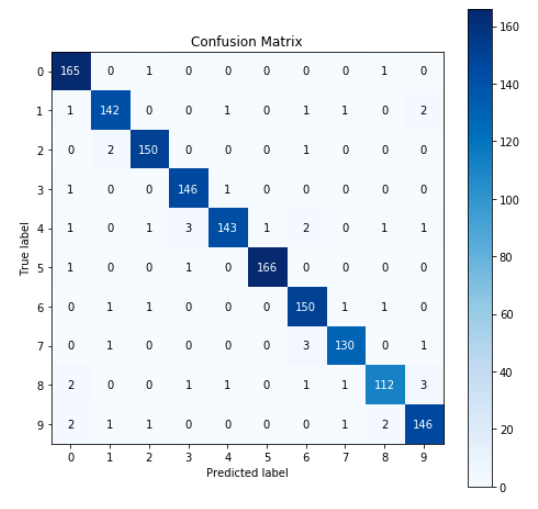 Confusion Matrix
0 165 0 1 0 0 0 0 0 1 0
1 1 142 0 0 1 0 1 1 0 2
2 0 2 150 0 0 0 1 0 0 0
3 1 0 0 146 1 0 0 0 0 0
4 1 0 1 3 143 1 2 0 1 1
5 1 0 0 1 0 166 0 0 0 0
6 0 1 1 0 0 0 150 1 1 0
7 0 1 0 0 0 0 3 130 0 1
8 2 0 0 1 1 0 1 1 112 3
9 2 1 1 0 0 0 0 1 2 146
0 1 2 3 4 5 6 7 8 9
True label
Predicted label
160
140
120
100
80
60
40
20
0